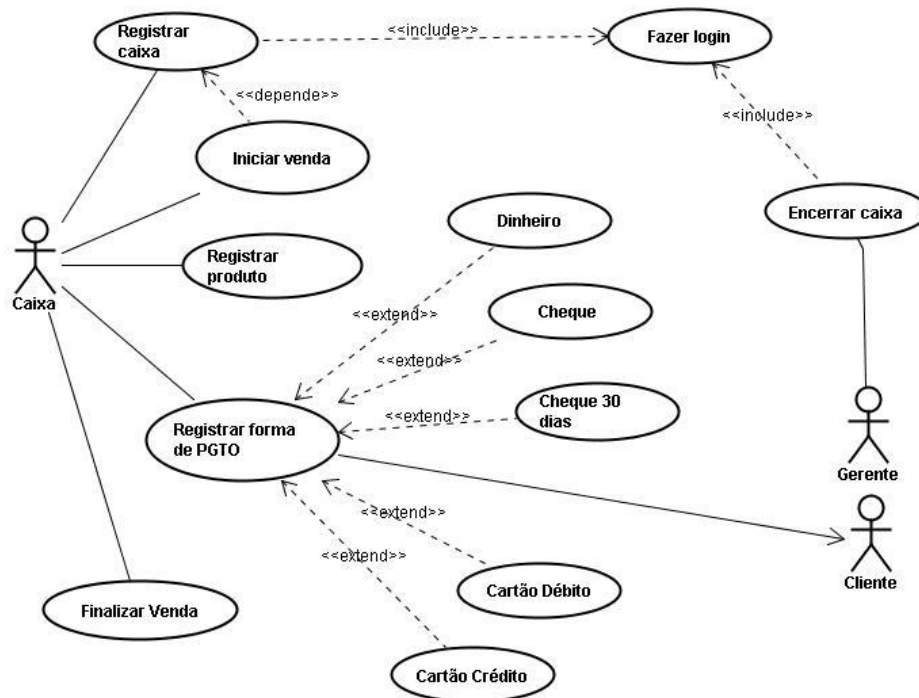 Registrar
caixa
<<include>>
Fazer login
<<depende>>
<<include>>
Iniciar venda
Dinheiro
Encerrar caixa
Registrar
produto
Caixa
<<extend>>
Cheque
<<extend>>
Cheque 30
dias
<<extend>>
Registrar forma
de PGTO
Gerente
<<extend>>
<<extend>>
Cliente
Cartão Débito
Finalizar Venda
Cartão Crédito